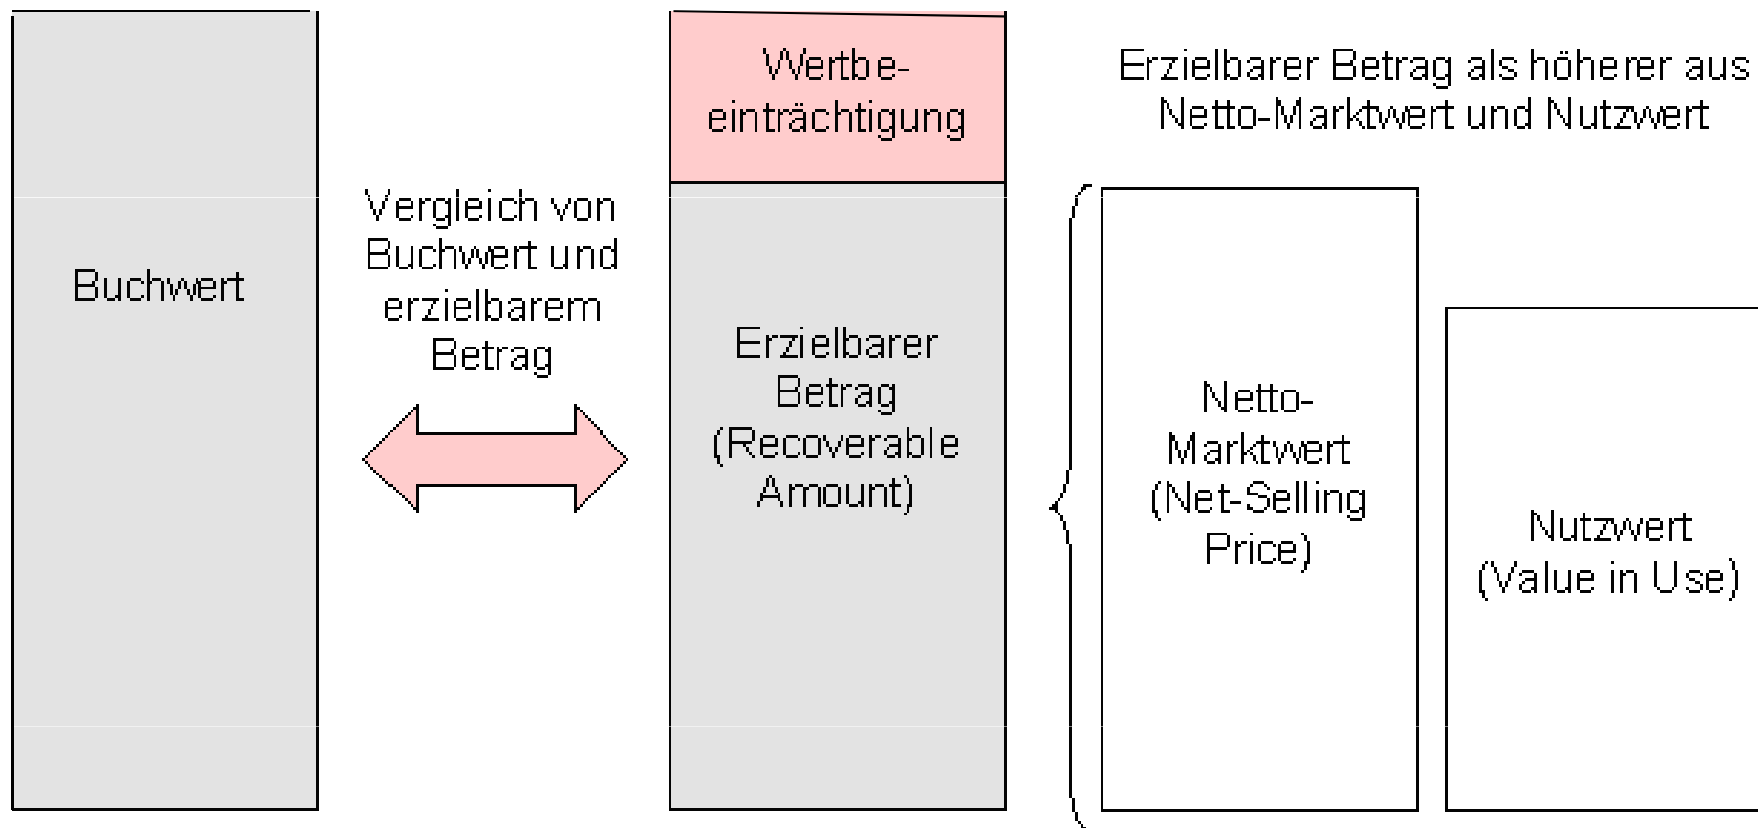 Buchwert
Vergleich von
Buchwert und
erzielbarem
Betrag
Wertbe-
einträchtigung
Erzielbarer
Betrag
(Recoverable
Amount)
Erzielbarer Betrag als höherer aus
Netto-Marktwert und Nutzwert
Netto-
Marktwert
(Net-Selling
Price)
Nutzwert
(Value in Use)